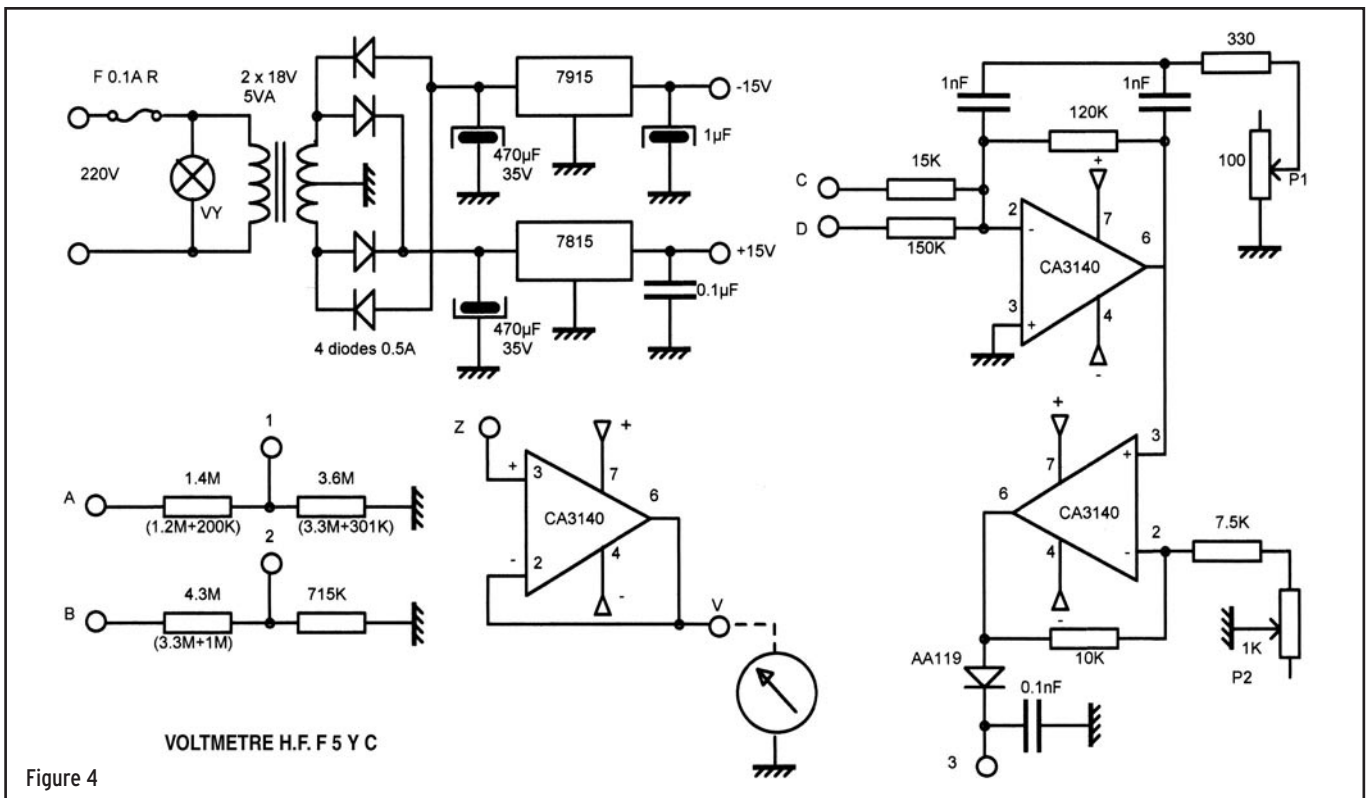 F 0.1A R
2 x 18V
5VA
220V
VY
4 diodes 0.5A
7915
-15V
470µF
35V
1µF
7815
+15V
470µF
35V
0.1µF
330
1nF
1nF
120K
100
P1
C
15K
D
150K
2
-
+
7
6
CA3140
3
+
4
-
1
A
1.4M
3.6M
(1.2M+200K)
(3.3M+301K)
2
B
4.3M
715K
(3.3M+1M)
Z
+
3
+
7
6
CA3140
-
2
4
-
V
+
3
+
7
6
CA3140
2
-
4
-
7.5K
10K
1K
P2
AA119
0.1nF
3
VOLTMETRE H.F. F 5 Y C
Figure 4